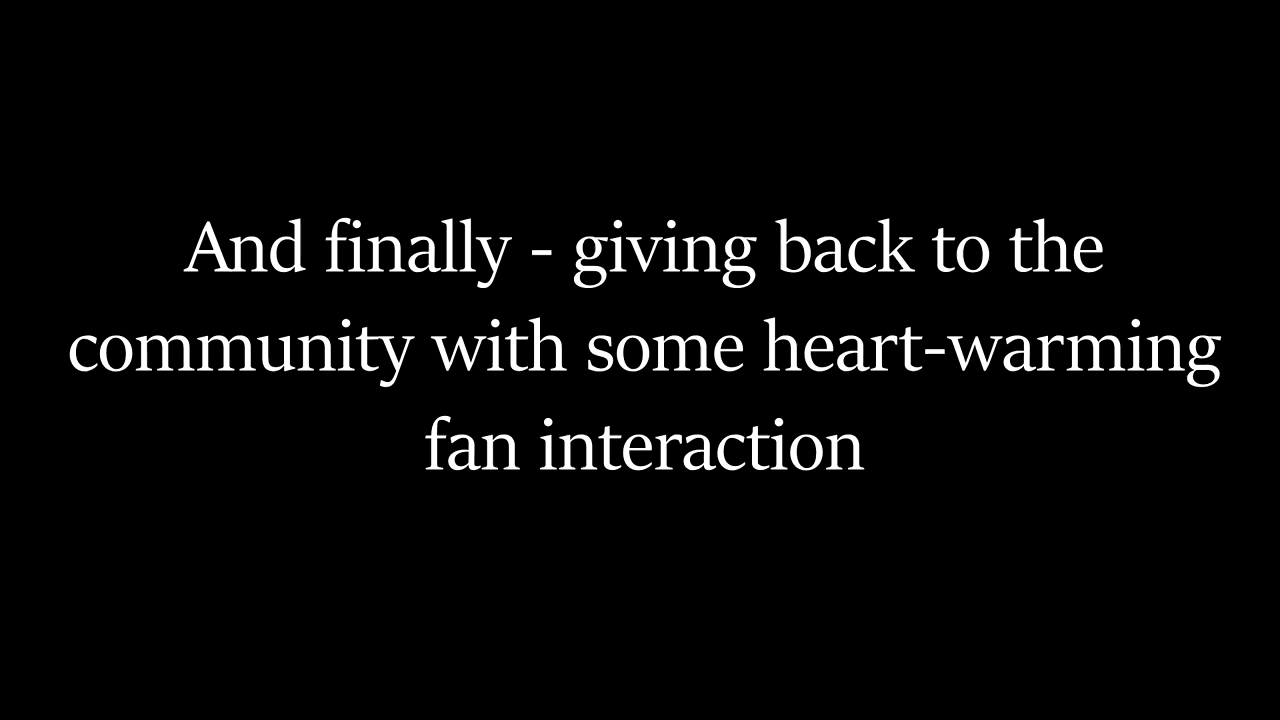 And finally - giving back to the
community with some heart-warming
fan interaction